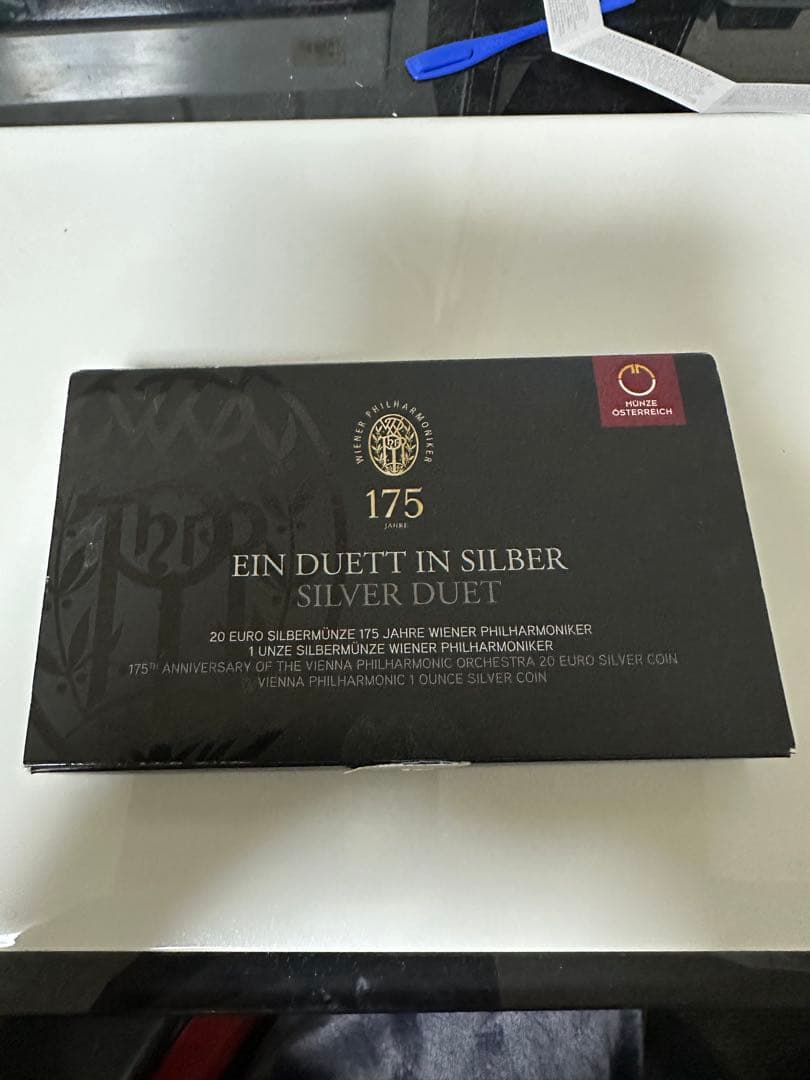 MÜNZE
ÖSTERREICH
WIENER PHILHARMONIKER
175
JAHRE
EIN DUETT IN SILBER
SILVER DUET
20 EURO SILBERMÜNZE 175 JAHRE WIENER PHILHARMONIKER
1 UNZE SILBERMÜNZE WIENER PHILHARMONIKER
175TH ANNIVERSARY OF THE VIENNA PHILHARMONIC ORCHESTRA 20 EURO SILVER COIN
VIENNA PHILHARMONIC 1 OUNCE SILVER COIN